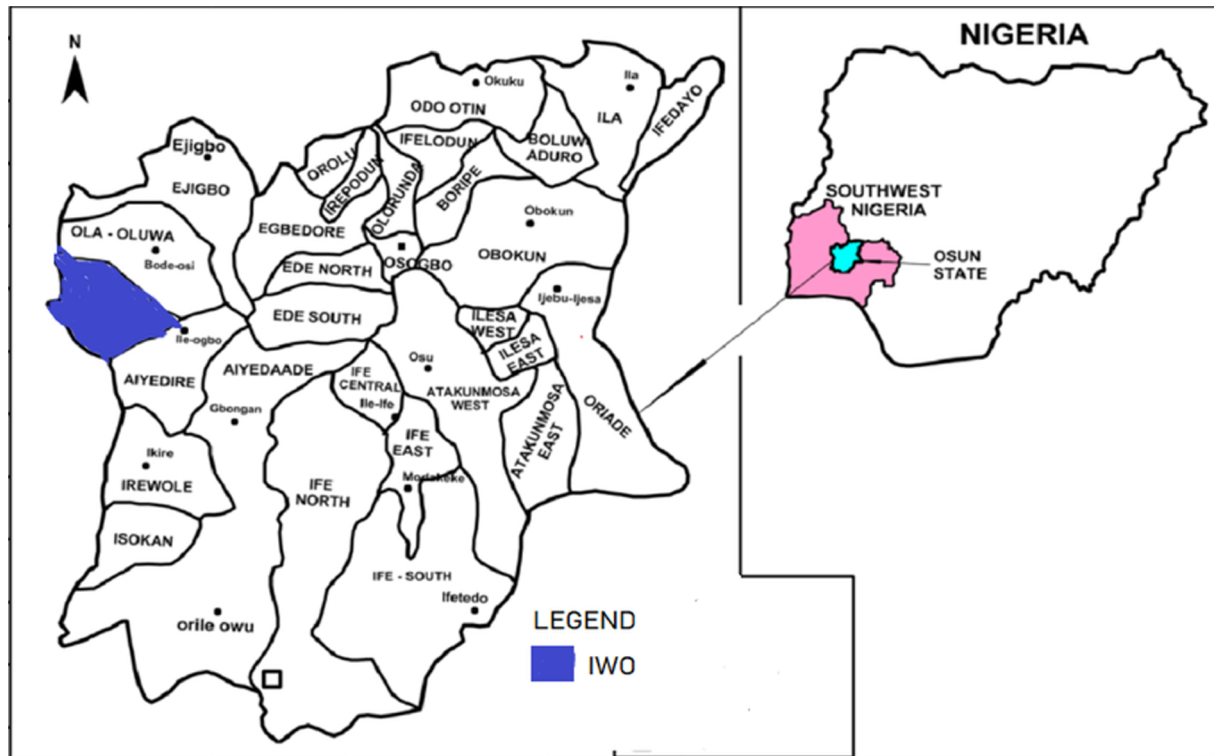 N
NIGERIA
Okuku
Ila
ODO OTIN
ILA
IFEDAYO
Ejigbo
EJIGBO
OROLU
IREPODUN
OLORUNDA
IFELODUN
BORIPE
BOLUW-
ADURO
OLA - OLUWA
Bode-osi
EGBEDORE
EDE NORTH
OSOGBO
Obokun
OBOKUN
SOUTHWEST
NIGERIA
OSUN
STATE
EDE SOUTH
ILESA
WEST
Ijebu-Ijesa
ILESA
EAST
Ile-ogbo
AIYEDIRE
AIYEDAADE
Gbongan
IFE
CENTRAL
Ile-Ife
Osu
ATAKUNMOSA
WEST
ATAKUNMOSA
EAST
ORIADE
IFE
EAST
Modakeke
Ikire
IREWOLE
IFE
NORTH
ISOKAN
IFE - SOUTH
Ifetedo
orile owu
LEGEND
IWO